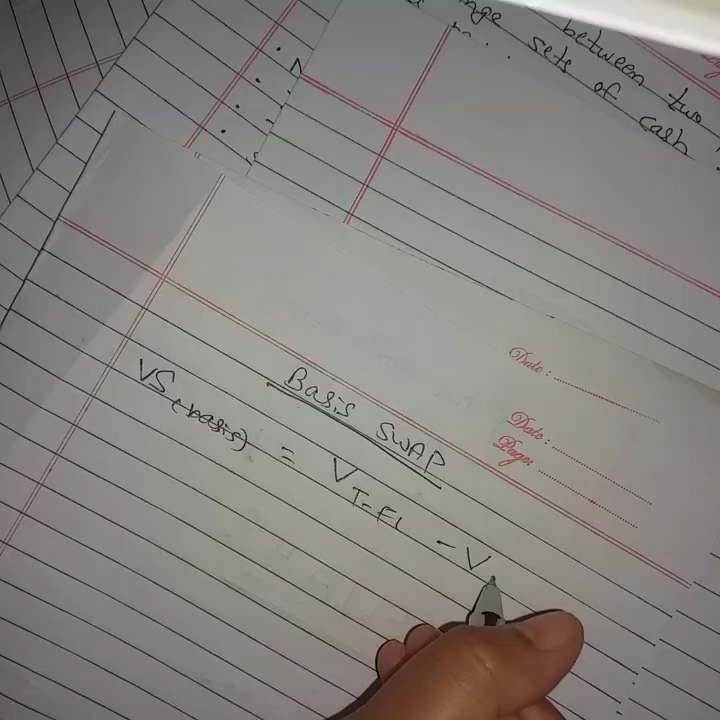 between two
sets of cash
Date:
Basis SWAP
Date:
Page:
VS(basis) = V T-FL - V